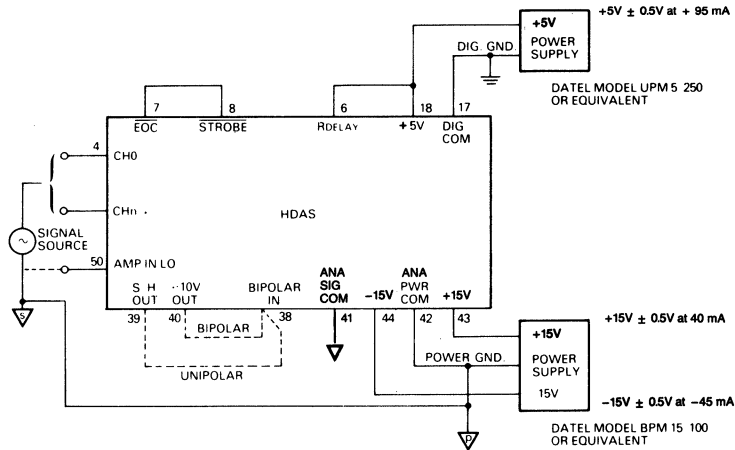 +5V ± 0.5V at + 95 mA
+5V
POWER
SUPPLY
DIG. GND.
DATEL MODEL UPM 5 250
OR EQUIVALENT
7
8
6
18
17
EOC
STROBE
RDELAY
+5V
DIG
COM
4
CH0
CHn
HDAS
SIGNAL
SOURCE
50
AMP IN LO
S H
OUT
10V
OUT
BIPOLAR
IN
ANA
SIG
COM
-15V
ANA
PWR
COM
+15V
39
40
38
41
44
42
43
BIPOLAR
UNIPOLAR
S
POWER GND.
P
+15V
POWER
SUPPLY
15V
+15V ± 0.5V at 40 mA
-15V ± 0.5V at -45 mA
DATEL MODEL BPM 15 100
OR EQUIVALENT